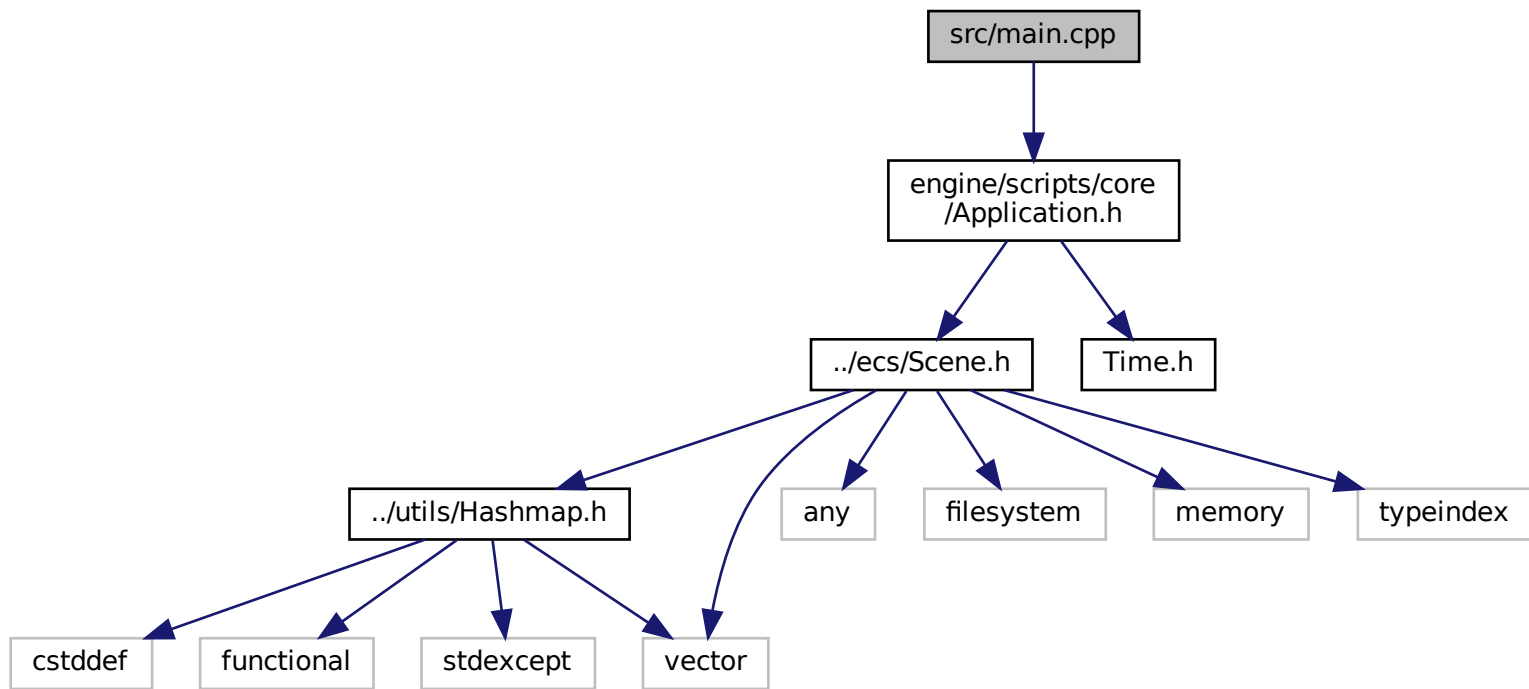 src/main.cpp
engine/scripts/core
/Application.h
../ecs/Scene.h
Time.h
../utils/Hashmap.h
any
filesystem
memory
typeindex
cstddef
functional
stdexcept
vector